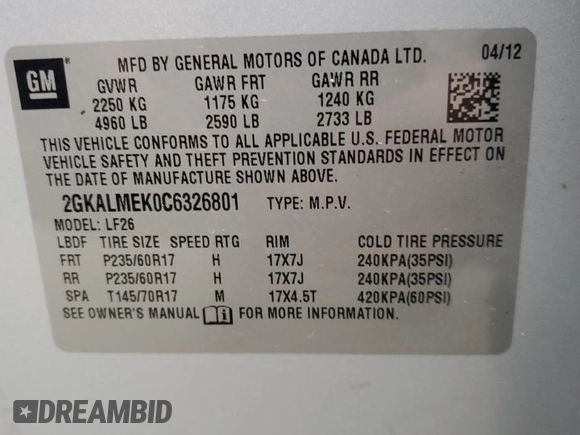 GM
MFD BY GENERAL MOTORS OF CANADA LTD. 04/12
GVWR GAWR FRT GAWR RR
2250 KG 1175 KG 1240 KG
4960 LB 2590 LB 2733 LB
THIS VEHICLE CONFORMS TO ALL APPLICABLE U.S. FEDERAL MOTOR
VEHICLE SAFETY AND THEFT PREVENTION STANDARDS IN EFFECT ON
THE DATE OF MANUFACTURE SHOWN ABOVE.
2GKALMEK0C6326801 TYPE: M.P.V.
MODEL: LF26
LBDF TIRE SIZE SPEED RTG RIM COLD TIRE PRESSURE
FRT P235/60R17 H 17X7J 240KPA(35PSI)
RR P235/60R17 H 17X7J 240KPA(35PSI)
SPA T145/70R17 M 17X4.5T 420KPA(60PSI)
SEE OWNER'S MANUAL FOR MORE INFORMATION.
DREAMBID